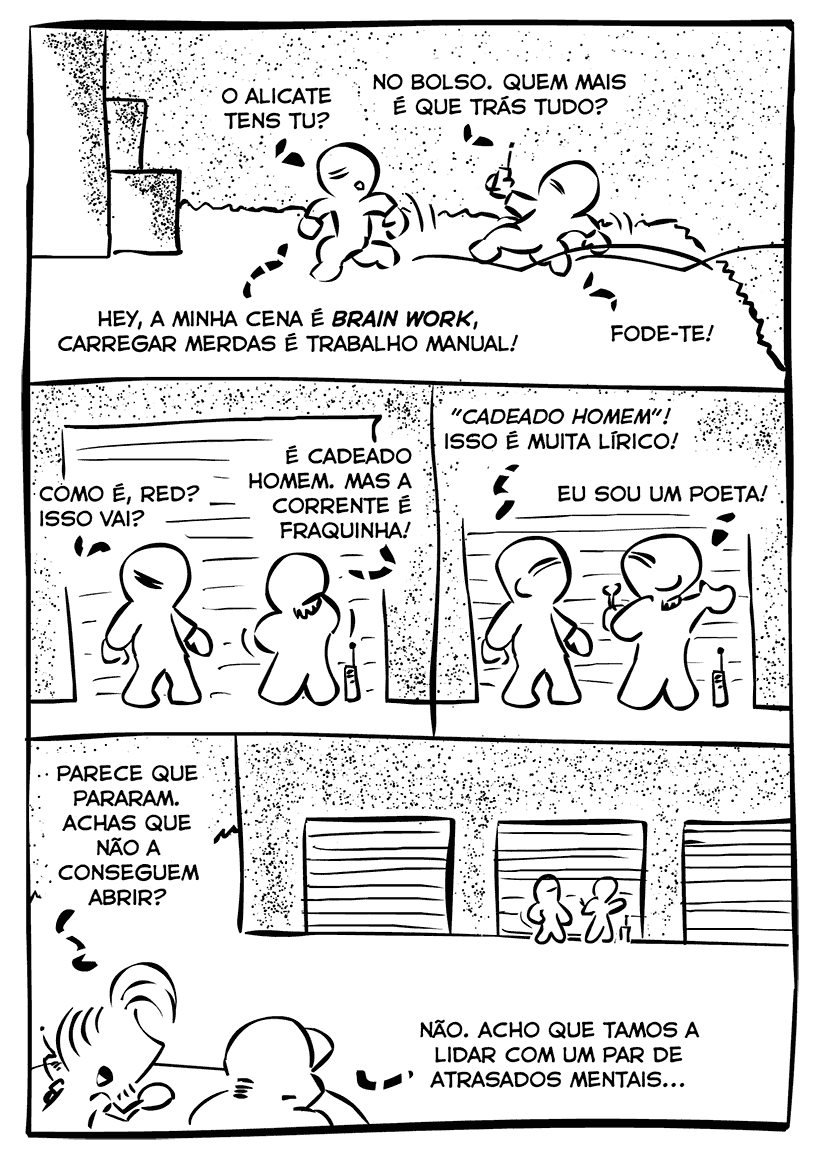 O ALICATE
TENS TU?
NO BOLSO. QUEM MAIS
É QUE TRÁS TUDO?
HEY, A MINHA CENA É BRAIN WORK,
CARREGAR MERDAS É TRABALHO MANUAL!
FODE-TE!
COMO É, RED?
ISSO VAI?
É CADEADO
HOMEM. MAS A
CORRENTE É
FRAQUINHA!
"CADEADO HOMEM"!
ISSO É MUITA LÍRICO!
EU SOU UM POETA!
PARECE QUE
PARARAM.
ACHAS QUE
NÃO A
CONSEGUEM
ABRIR?
NÃO. ACHO QUE TAMOS A
LIDAR COM UM PAR DE
ATRASADOS MENTAIS...